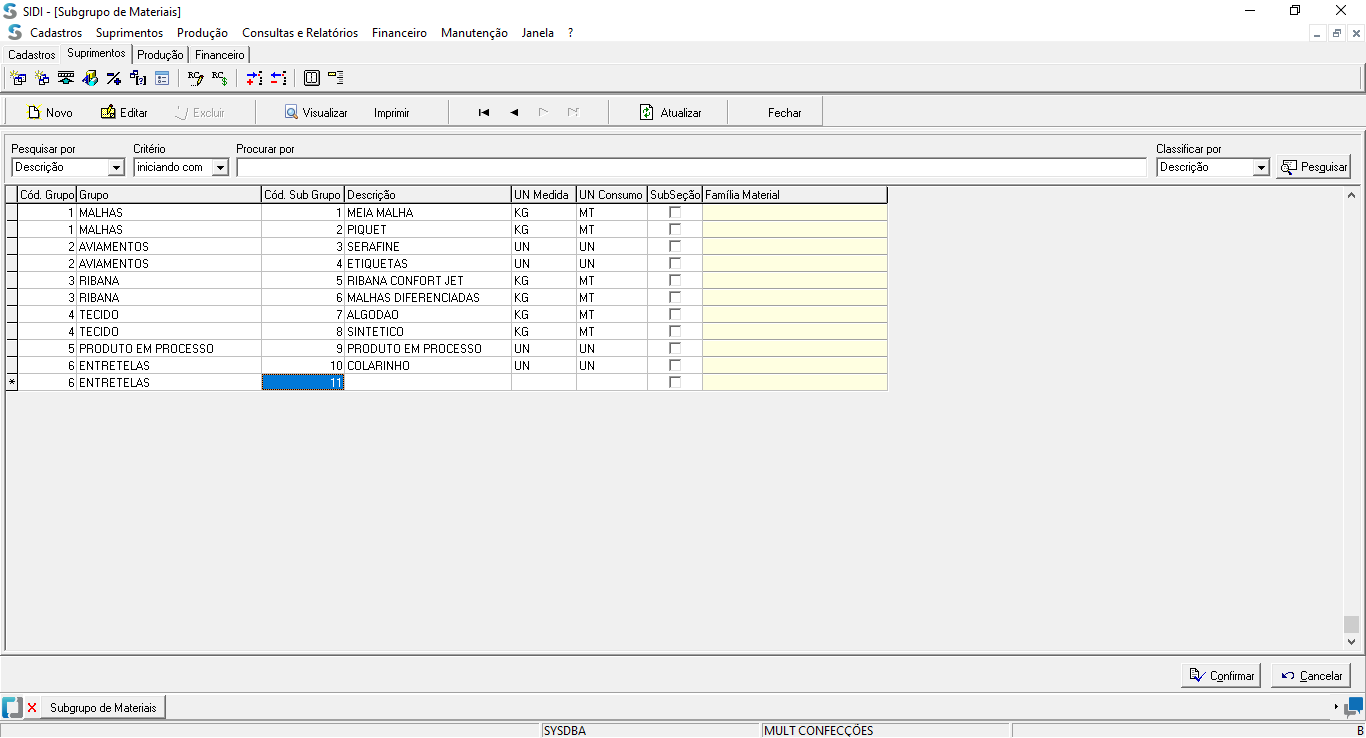 SIDI - [Subgrupo de Materiais]
Cadastros Suprimentos Produção Consultas e Relatórios Financeiro Manutenção Janela ?
Cadastros Suprimentos Produção Financeiro
Novo Editar Excluir Visualizar Imprimir Atualizar Fechar
Pesquisar por Critério Procurar por Classificar por
Descrição iniciando com Descrição Pesquisar
Cód. Grupo Grupo Cód. Sub Grupo Descrição UN Medida UN Consumo SubSeção Família Material
1 MALHAS 1 MEIA MALHA KG MT
1 MALHAS 2 PIQUET KG MT
2 AVIAMENTOS 3 SERAFINE UN UN
2 AVIAMENTOS 4 ETIQUETAS UN UN
3 RIBANA 5 RIBANA CONFORT JET KG MT
3 RIBANA 6 MALHAS DIFERENCIADAS KG MT
4 TECIDO 7 ALGODAO KG MT
4 TECIDO 8 SINTETICO KG MT
5 PRODUTO EM PROCESSO 9 PRODUTO EM PROCESSO UN UN
6 ENTRETELAS 10 COLARINHO UN UN
* 6 ENTRETELAS 11
Confirmar Cancelar
Subgrupo de Materiais
SYSDBA MULT CONFECÇÕES B